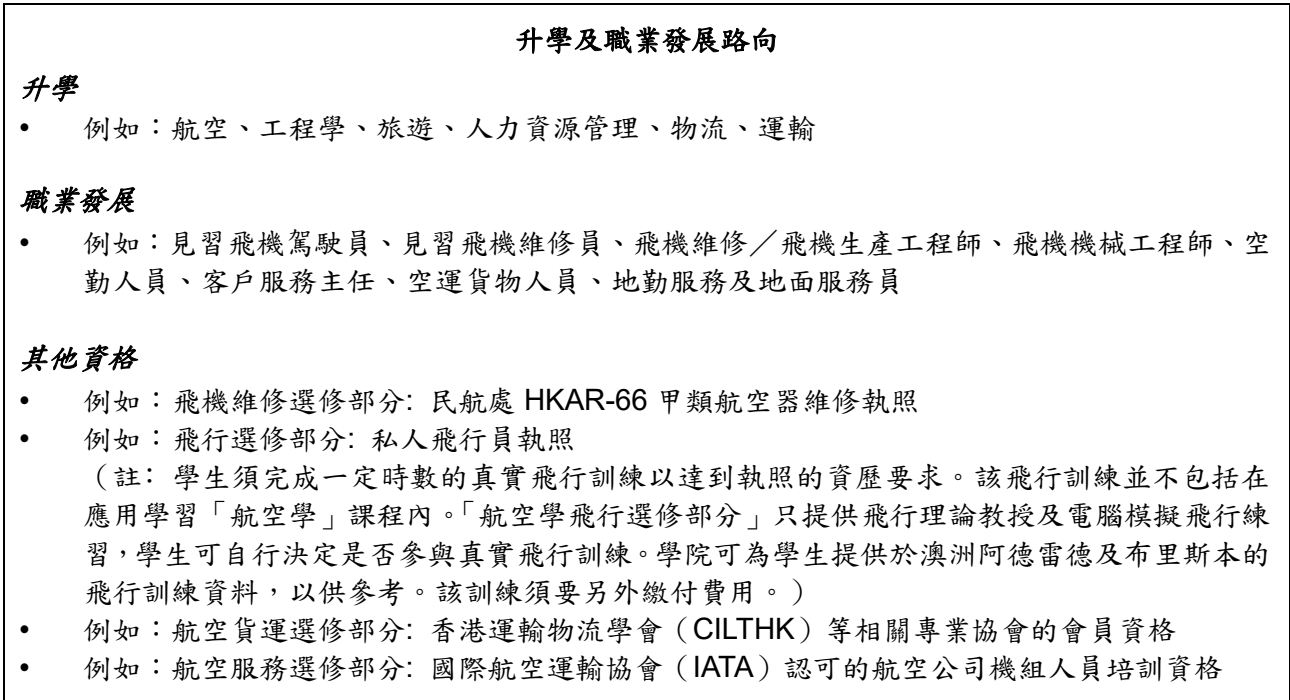 升學及職業發展路向
升學
• 例如：航空、工程學、旅遊、人力資源管理、物流、運輸
職業發展
• 例如：見習飛機駕駛員、見習飛機維修員、飛機維修／飛機生產工程師、飛機機械工程師、空
勤人員、客戶服務主任、空運貨物人員、地勤服務及地面服務員
其他資格
• 例如：飛機維修選修部分: 民航處 HKAR-66 甲類航空器維修執照
• 例如：飛行選修部分: 私人飛行員執照
（註: 學生須完成一定時數的真實飛行訓練以達到執照的資歷要求。該飛行訓練並不包括在
應用學習「航空學」課程內。「航空學飛行選修部分」只提供飛行理論教授及電腦模擬飛行練
習，學生可自行決定是否參與真實飛行訓練。學院可為學生提供於澳洲阿德雷德及布里斯本的
飛行訓練資料，以供參考。該訓練須要另外繳付費用。）
• 例如：航空貨運選修部分: 香港運輸物流學會（CILTHK）等相關專業協會的會員資格
• 例如：航空服務選修部分: 國際航空運輸協會（IATA）認可的航空公司機組人員培訓資格